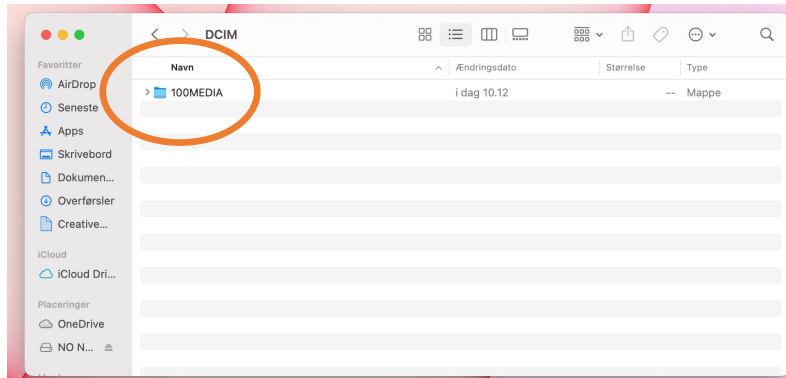 DCIM
Favoritter
AirDrop
Seneste
Apps
Skrivebord
Dokumen...
Overførsler
Creative...
iCloud
iCloud Dri...
Placeringer
OneDrive
NO N...
Navn Ændringsdato Størrelse Type
100MEDIA i dag 10.12 -- Mappe